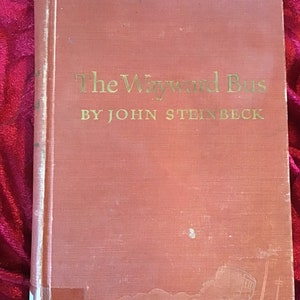 The Wayward Bus
BY JOHN STEINBECK